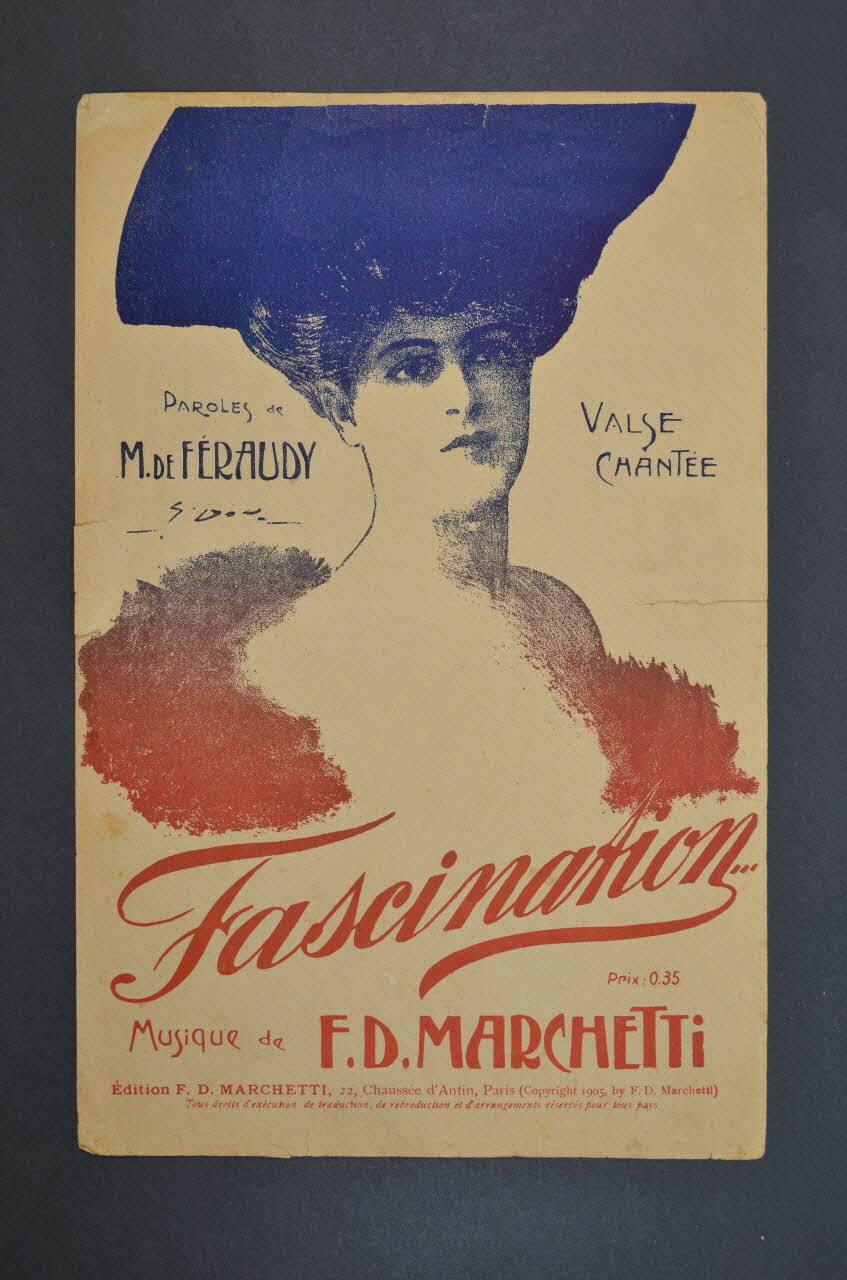 PAROLES de
M. DE FÉRAUDY
VALSE
CHANTÉE
Fascination...
Prix: 0.35
Musique de F. D. MARCHETTi
Édition F. D. MARCHETTI, 22, Chaussée d'Antin, Paris (Copyright 1905, by F. D. Marchetti)
Tous droits d'exécution de traduction, de reproduction et d'arrangements réservés pour tous pays